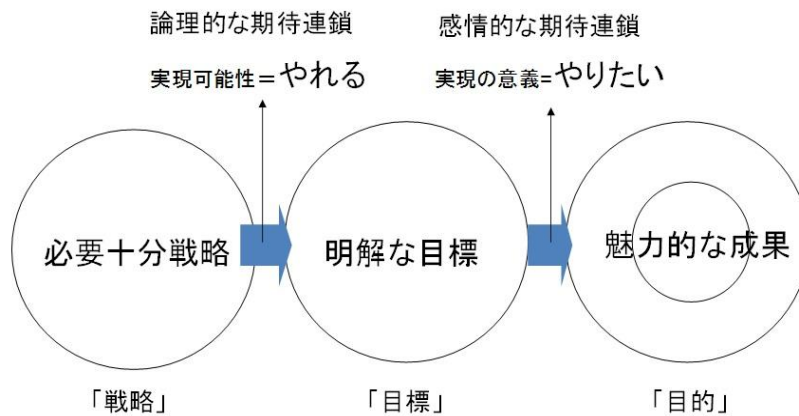 論理的な期待連鎖
実現可能性=やれる
感情的な期待連鎖
実現の意義=やりたい
必要十分戦略
明解な目標
魅力的な成果
「戦略」
「目標」
「目的」